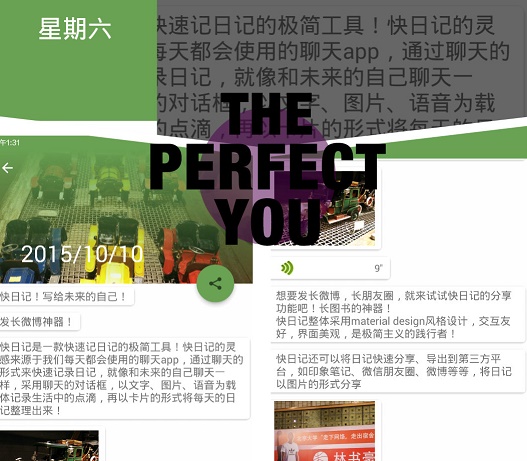 星期六
快速记日记的极简工具！快日记的灵
每天都会使用的聊天app，通过聊天的
录日记，就像和未来的自己聊天一
的对话框，以文字、图片、语音为载
的点滴，再以卡片的形式将每天的日
THE
PERFECT
YOU
午1:31
2015/10/10
快日记！写给未来的自己！
发长微博神器！
快日记是一款快速记日记的极简工具！快日记的灵
感来源于我们每天都会使用的聊天app，通过聊天的
形式来快速记录日记，就像和未来的自己聊天一
样，采用聊天的对话框，以文字、图片、语音为载
体记录生活中的点滴，再以卡片的形式将每天的日
记整理出来！
9"
想要发长微博，长朋友圈，就来试试快日记的分享
功能吧！长图书的神器！
快日记整体采用material design风格设计，交互友
好，界面美观，是极简主义的践行者！
快日记还可以将日记快速分享、导出到第三方平
台，如印象笔记、微信朋友圈、微博等等，将日记
以图片的形式分享
林书豪